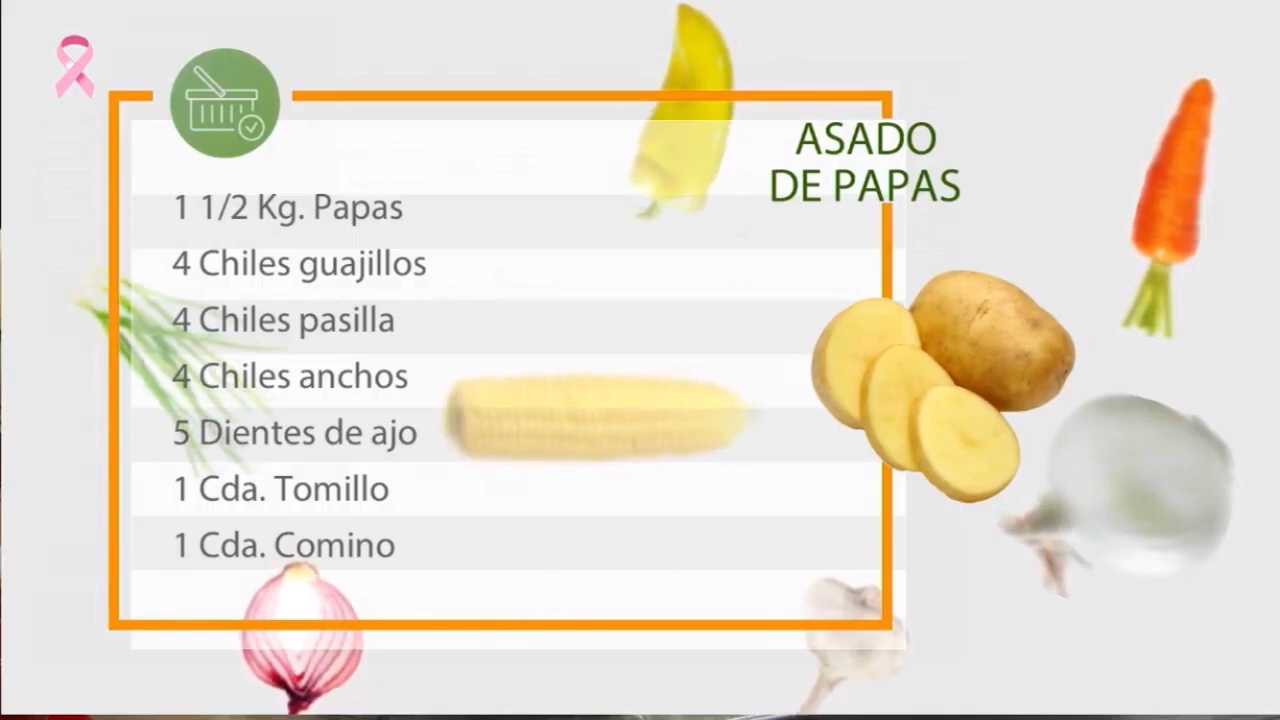 ASADO
DE PAPAS
1 1/2 Kg. Papas
4 Chiles guajillos
4 Chiles pasilla
4 Chiles anchos
5 Dientes de ajo
1 Cda. Tomillo
1 Cda. Comino